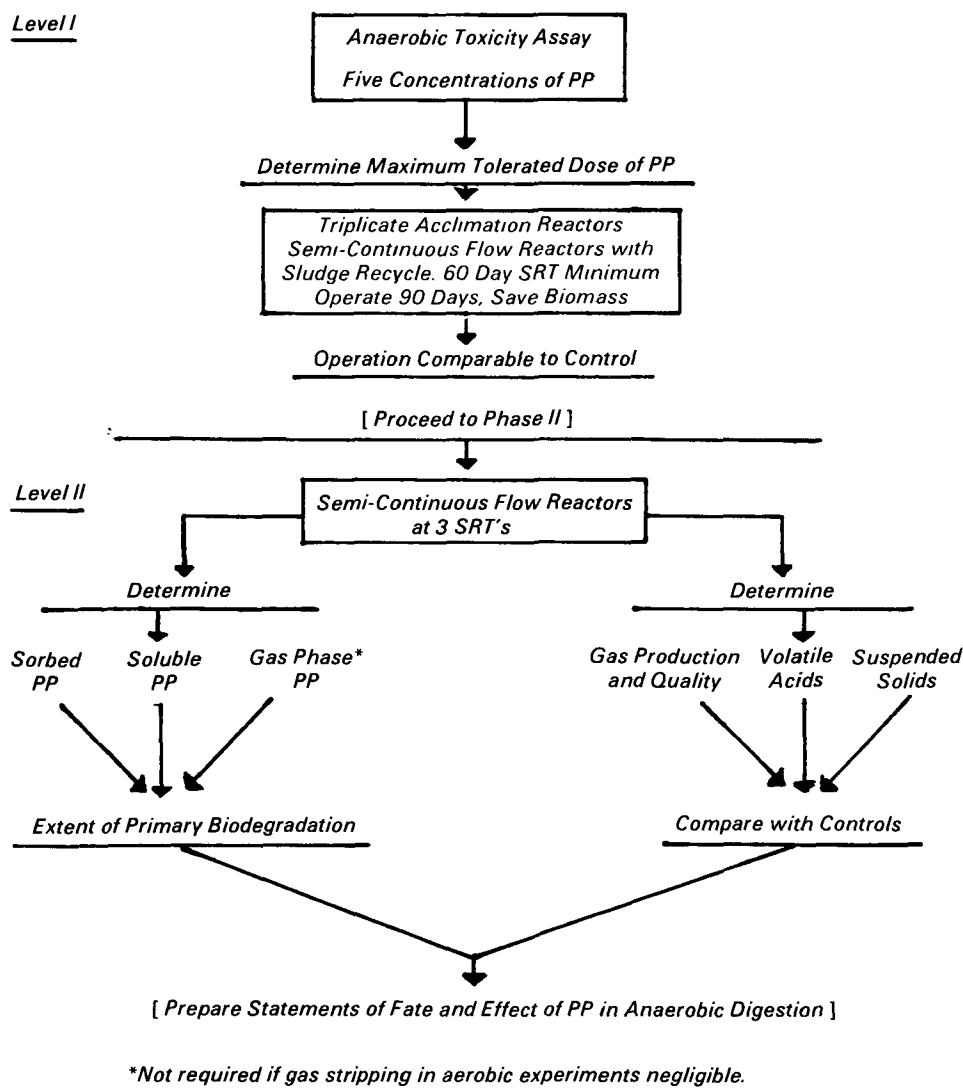 Level I
Anaerobic Toxicity Assay
Five Concentrations of PP
Determine Maximum Tolerated Dose of PP
Triplicate Acclimation Reactors
Semi-Continuous Flow Reactors with
Sludge Recycle. 60 Day SRT Minimum
Operate 90 Days, Save Biomass
Operation Comparable to Control
[ Proceed to Phase II ]
Level II
Semi-Continuous Flow Reactors
at 3 SRT's
Determine
Sorbed
PP
Soluble
PP
Gas Phase*
PP
Extent of Primary Biodegradation
Determine
Gas Production
and Quality
Volatile
Acids
Suspended
Solids
Compare with Controls
[ Prepare Statements of Fate and Effect of PP in Anaerobic Digestion ]
*Not required if gas stripping in aerobic experiments negligible.